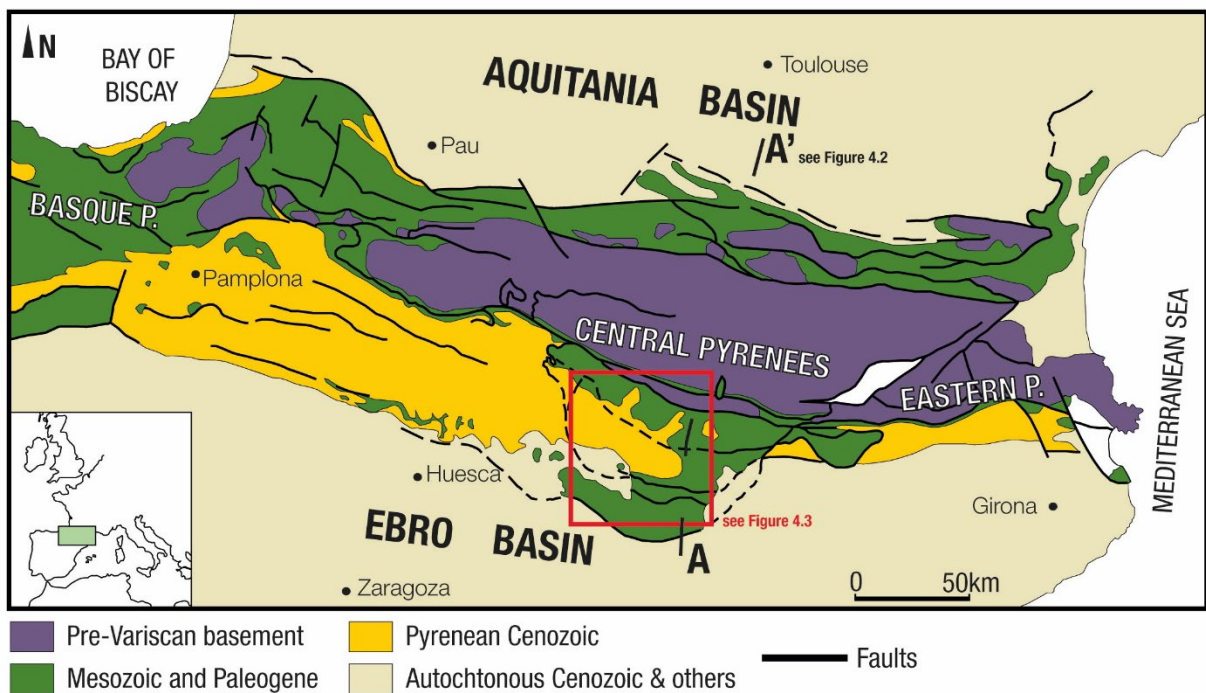 N
BAY OF
BISCAY
AQUITANIA BASIN
Toulouse
A' see Figure 4.2
Pau
BASQUE P.
Pamplona
CENTRAL PYRENEES
EASTERN P.
MEDITERRANEAN SEA
Huesca
see Figure 4.3
Girona
EBRO BASIN
A
Zaragoza
0 50km
Pre-Variscan basement
Pyrenean Cenozoic
Faults
Mesozoic and Paleogene
Autochtonous Cenozoic & others